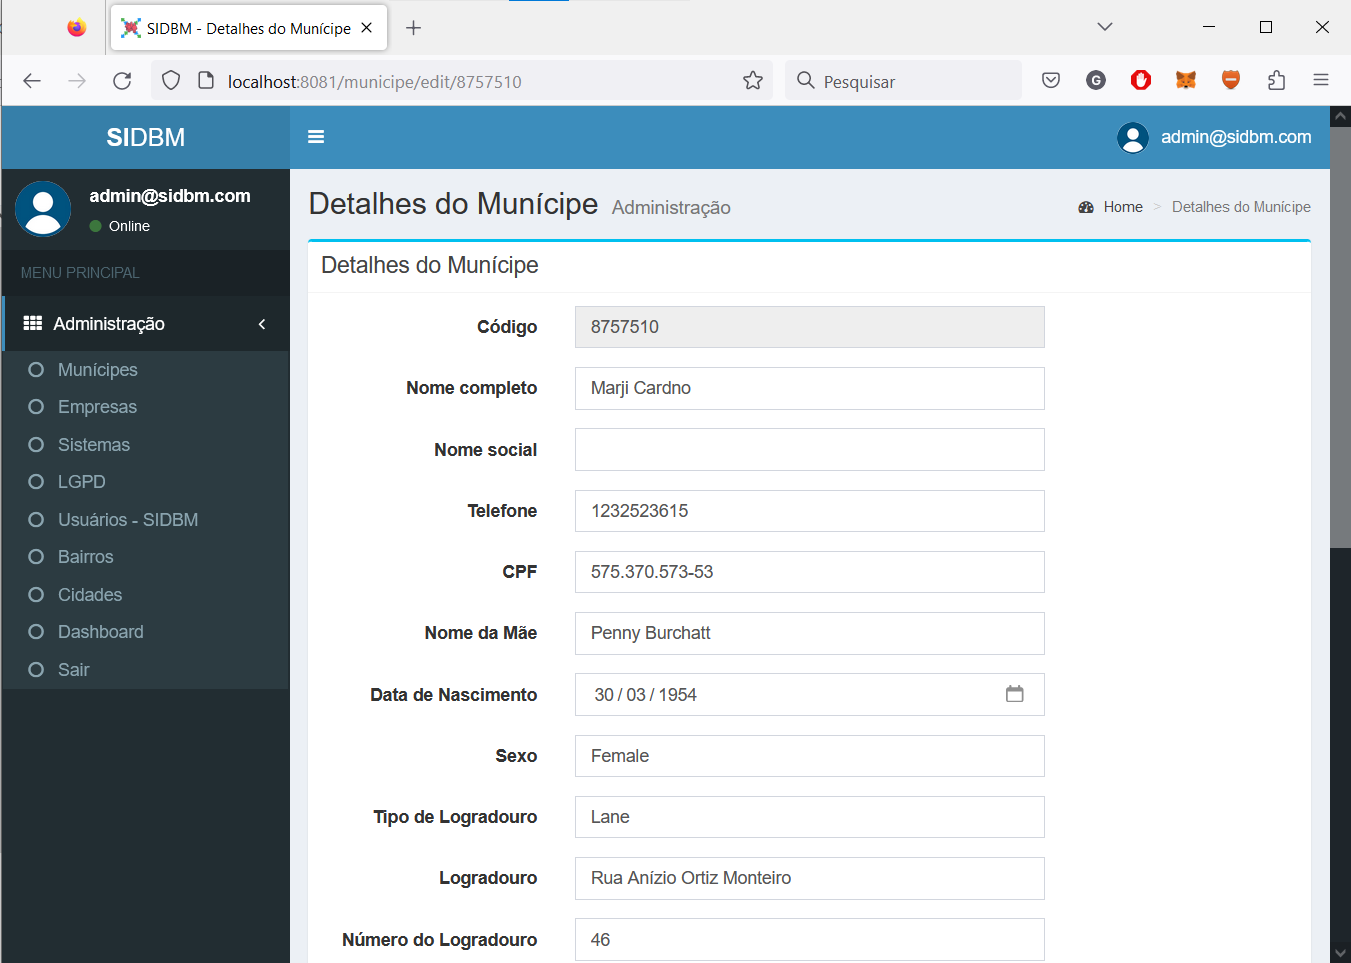 SIDBM - Detalhes do Munícipe
localhost:8081/municipe/edit/8757510
Pesquisar
G
SIDBM
admin@sidbm.com
admin@sidbm.com
Online
MENU PRINCIPAL
Administração
Munícipes
Empresas
Sistemas
LGPD
Usuários - SIDBM
Bairros
Cidades
Dashboard
Sair
Detalhes do Munícipe Administração
Home > Detalhes do Munícipe
Detalhes do Munícipe
Código 8757510
Nome completo Marji Cardno
Nome social
Telefone 1232523615
CPF 575.370.573-53
Nome da Mãe Penny Burchatt
Data de Nascimento 30 / 03 / 1954
Sexo Female
Tipo de Logradouro Lane
Logradouro Rua Anízio Ortiz Monteiro
Número do Logradouro 46